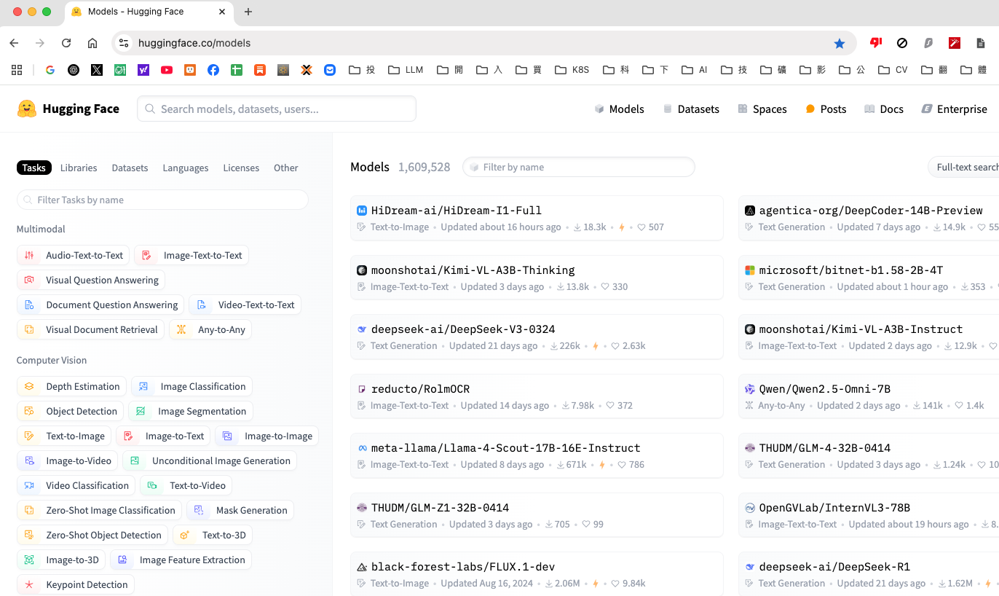 Models - Hugging Face
huggingface.co/models
投 LLM 開 入 買 K8S 科 下 AI 技 礦 影 公 CV 翻 體
Hugging Face
Search models, datasets, users...
Models Datasets Spaces Posts Docs Enterprise
Tasks Libraries Datasets Languages Licenses Other
Filter Tasks by name
Multimodal
Audio-Text-to-Text Image-Text-to-Text
Visual Question Answering
Document Question Answering Video-Text-to-Text
Visual Document Retrieval Any-to-Any
Computer Vision
Depth Estimation Image Classification
Object Detection Image Segmentation
Text-to-Image Image-to-Text Image-to-Image
Image-to-Video Unconditional Image Generation
Video Classification Text-to-Video
Zero-Shot Image Classification Mask Generation
Zero-Shot Object Detection Text-to-3D
Image-to-3D Image Feature Extraction
Keypoint Detection
Models 1,609,528 Filter by name Full-text search
HiDream-ai/HiDream-I1-Full
Text-to-Image • Updated about 16 hours ago • 18.3k • • 507
agentica-org/DeepCoder-14B-Preview
Text Generation • Updated 7 days ago • 14.9k • 55
moonshotai/Kimi-VL-A3B-Thinking
Image-Text-to-Text • Updated 3 days ago • 13.8k • 330
microsoft/bitnet-b1.58-2B-4T
Text Generation • Updated about 1 hour ago • 353 •
deepseek-ai/DeepSeek-V3-0324
Text Generation • Updated 21 days ago • 226k • • 2.63k
moonshotai/Kimi-VL-A3B-Instruct
Image-Text-to-Text • Updated 2 days ago • 12.9k •
reducto/RolmOCR
Image-Text-to-Text • Updated 14 days ago • 7.98k • 372
Qwen/Qwen2.5-Omni-7B
Any-to-Any • Updated 2 days ago • 141k • 1.4k
meta-llama/Llama-4-Scout-17B-16E-Instruct
Image-Text-to-Text • Updated 8 days ago • 671k • • 786
THUDM/GLM-4-32B-0414
Text Generation • Updated 3 days ago • 1.24k • 10
THUDM/GLM-Z1-32B-0414
Text Generation • Updated 3 days ago • 705 • 99
OpenGVLab/InternVL3-78B
Image-Text-to-Text • Updated about 19 hours ago • 8.
black-forest-labs/FLUX.1-dev
Text-to-Image • Updated Aug 16, 2024 • 2.06M • • 9.84k
deepseek-ai/DeepSeek-R1
Text Generation • Updated 21 days ago • 1.62M •